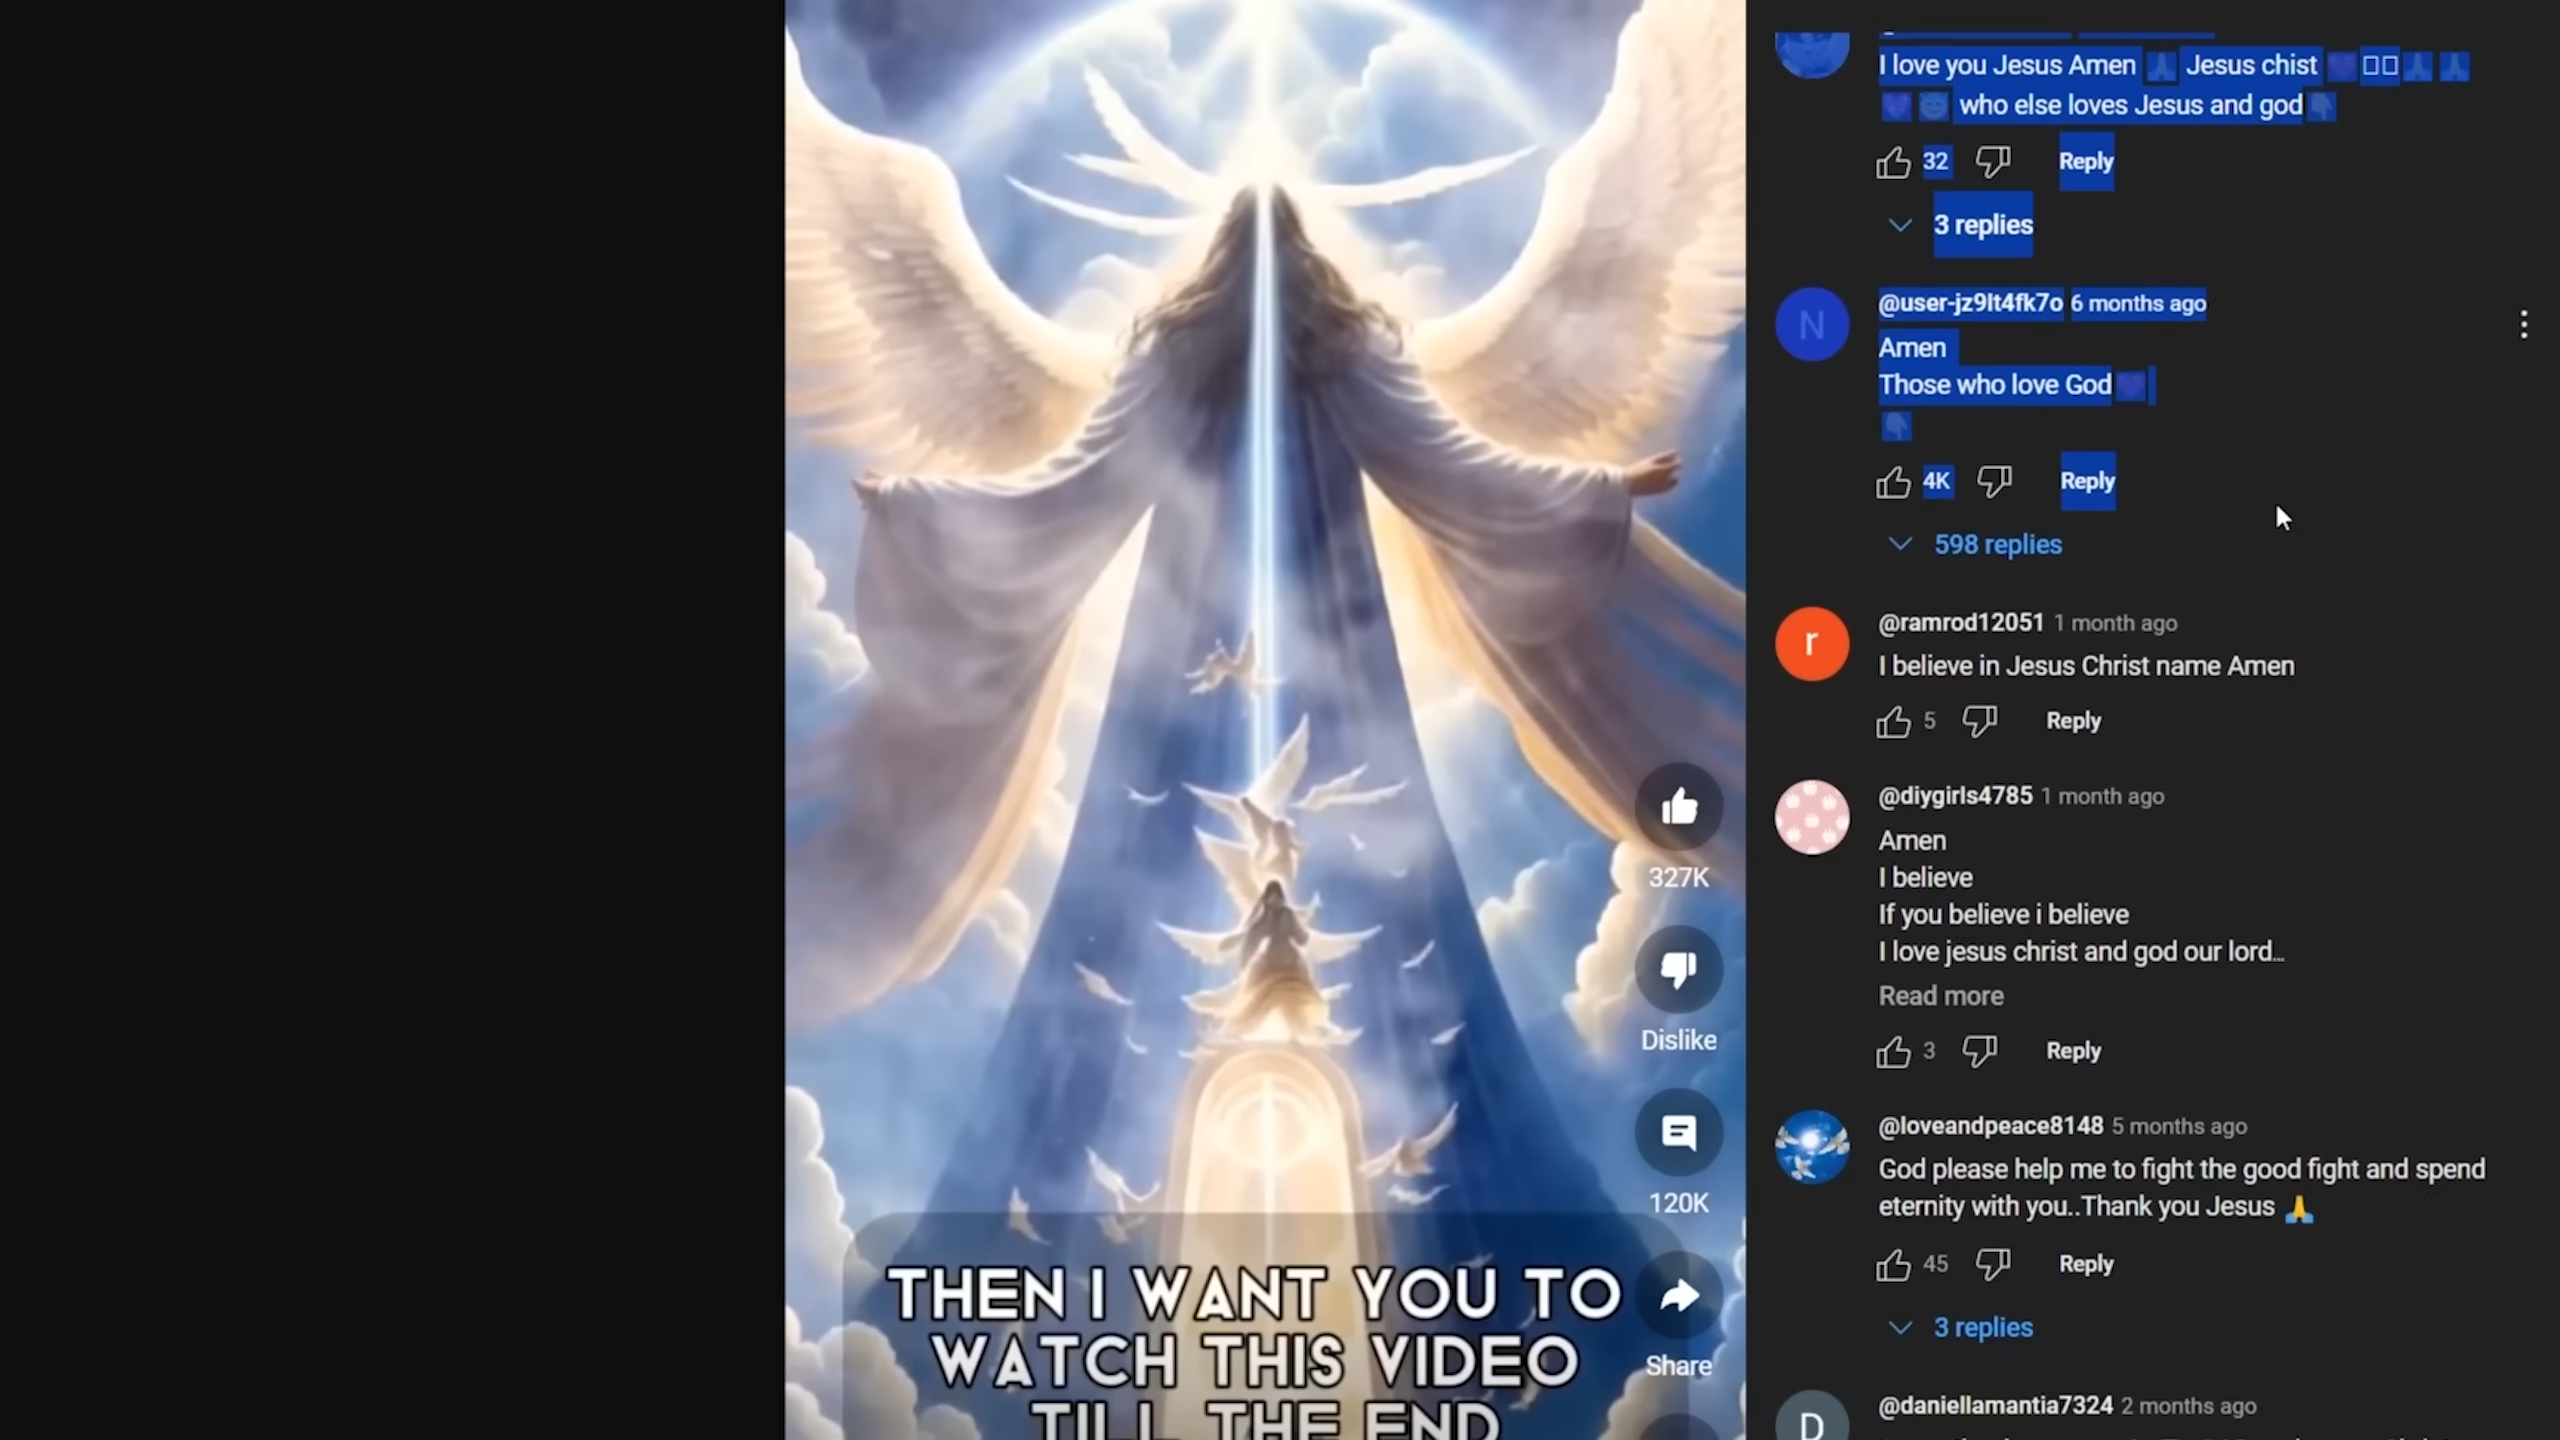 THEN I WANT YOU TO
WATCH THIS VIDEO
TILL THE END
327K
Dislike
120K
Share
I love you Jesus Amen 🙏 Jesus chist 💜🙏🙏
💜😇 who else loves Jesus and god👇
32 Reply
3 replies
N
@user-jz9lt4fk7o 6 months ago
Amen
Those who love God💜
👇
4K Reply
598 replies
r
@ramrod12051 1 month ago
I believe in Jesus Christ name Amen
5 Reply
@diygirls4785 1 month ago
Amen
I believe
If you believe i believe
I love jesus christ and god our lord...
Read more
3 Reply
@loveandpeace8148 5 months ago
God please help me to fight the good fight and spend
eternity with you..Thank you Jesus 🙏
45 Reply
3 replies
D
@daniellamantia7324 2 months ago